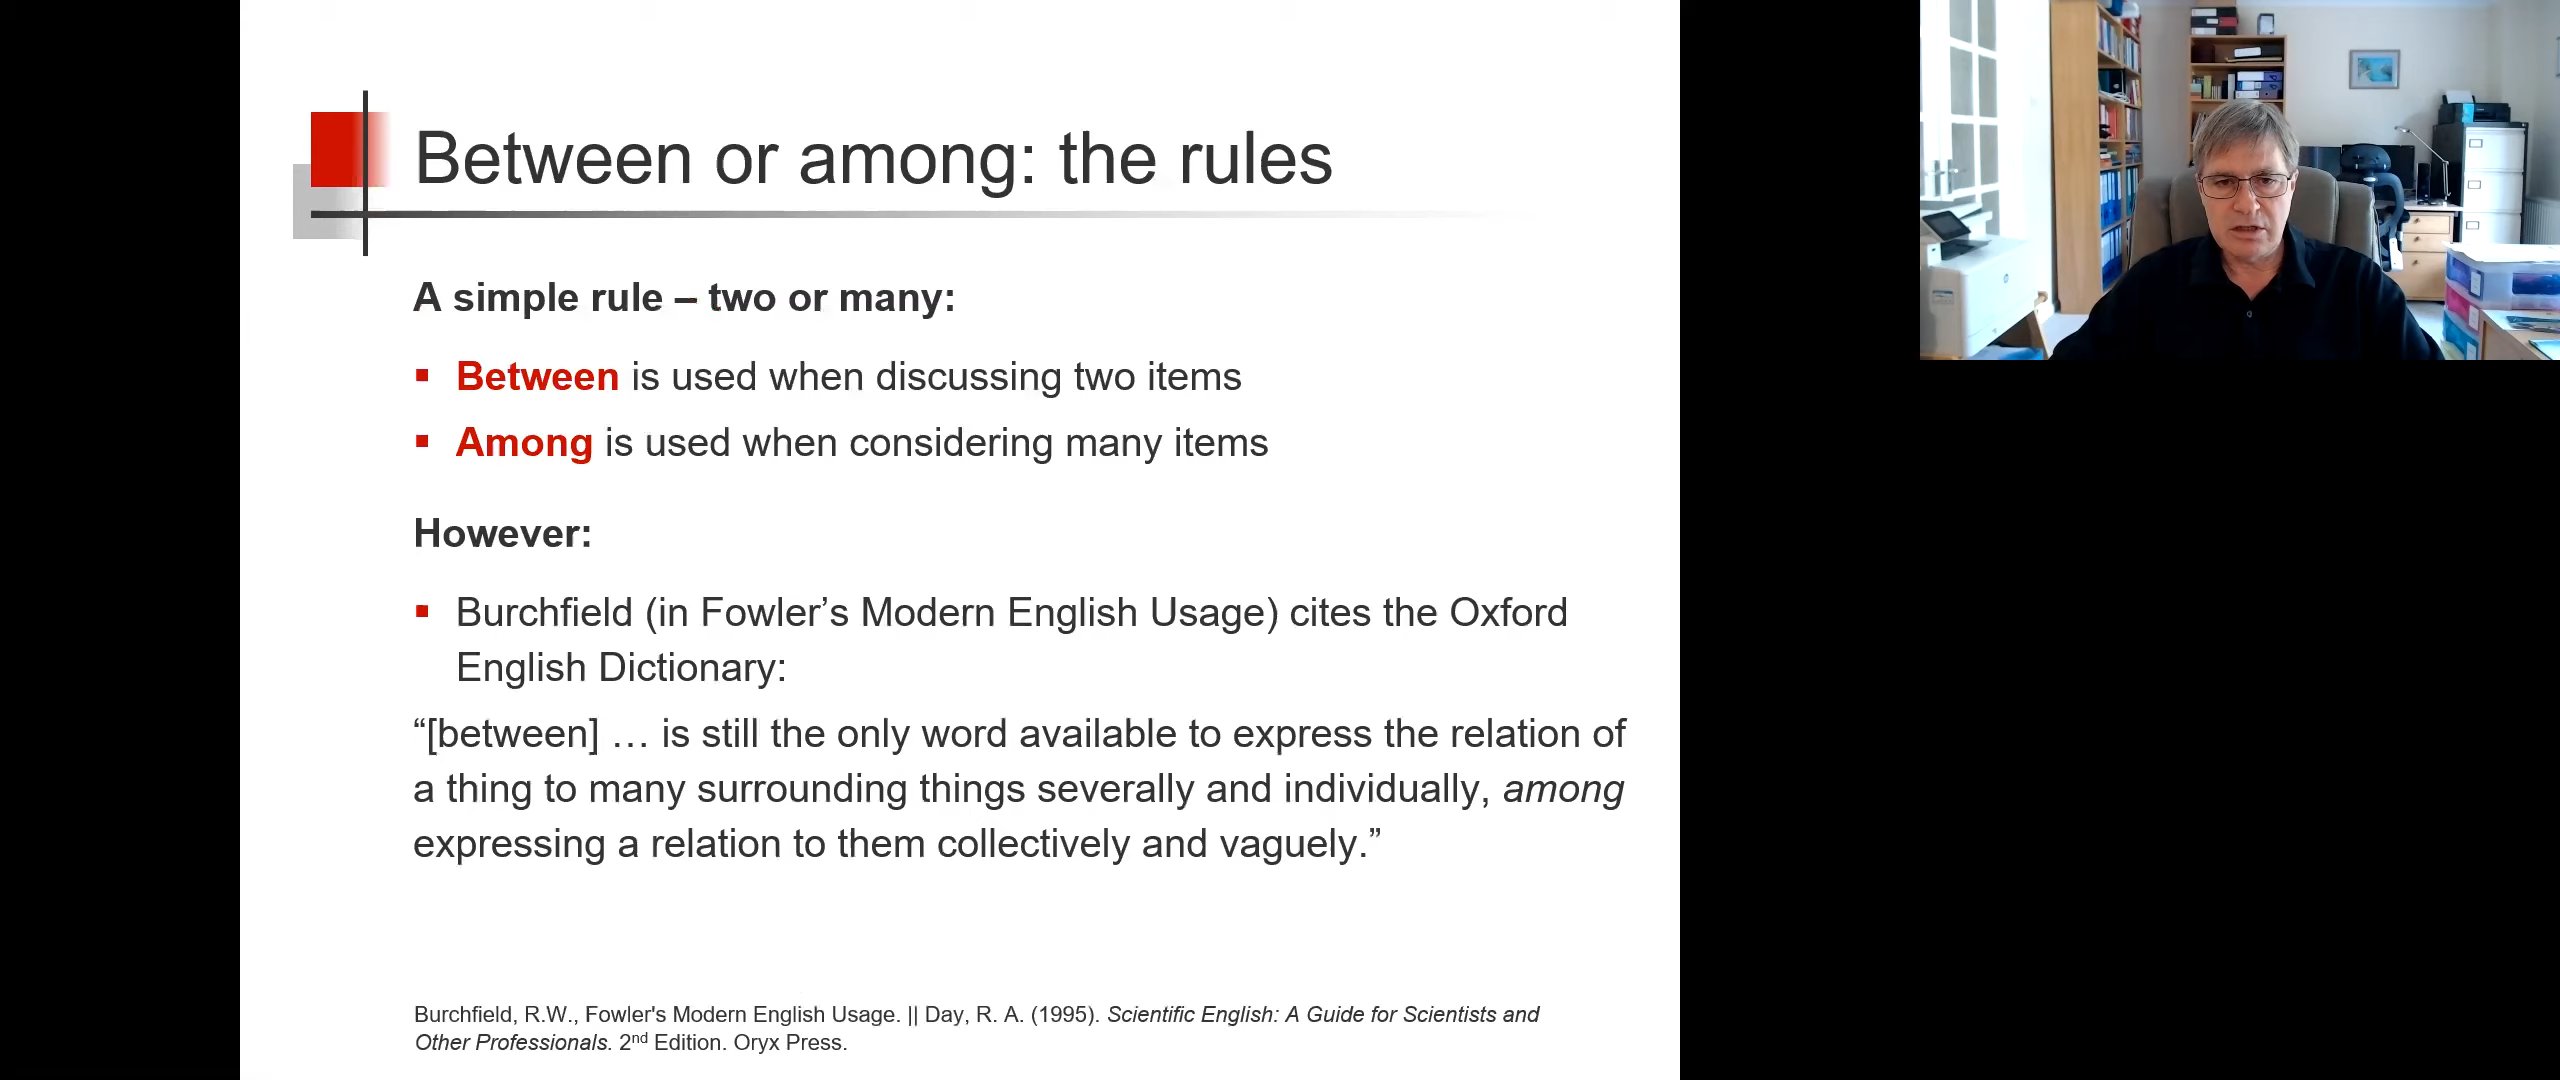 Between or among: the rules
A simple rule – two or many:
▪ Between is used when discussing two items
▪ Among is used when considering many items
However:
▪ Burchfield (in Fowler’s Modern English Usage) cites the Oxford
English Dictionary:
“[between] … is still the only word available to express the relation of
a thing to many surrounding things severally and individually, among
expressing a relation to them collectively and vaguely.”
Burchfield, R.W., Fowler's Modern English Usage. || Day, R. A. (1995). Scientific English: A Guide for Scientists and
Other Professionals. 2nd Edition. Oryx Press.